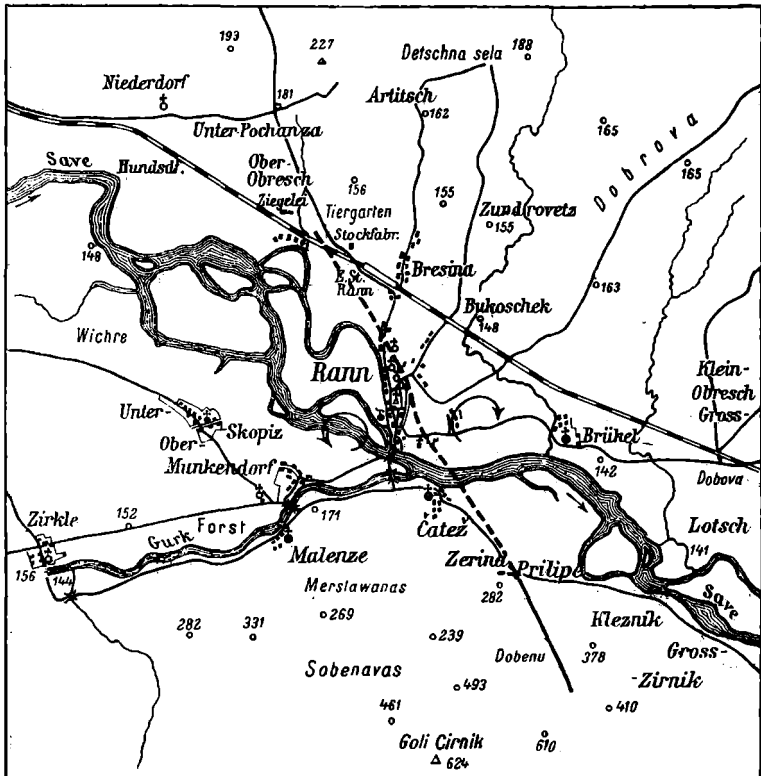 193
227
188
Detschna sela
Niederdorf
181
Artitsch
162
Unter-Pochanza
165
Dobrova
Save
Hundsdf.
Ober-
Obresch
Ziegelei
156
155
165
Tiergarten
Stockfabr.
Zundrovetz
155
148
E.St.
Rann
Bresina
163
Bukoschek
148
Wichre
Rann
Klein-
Obresch
Gross-
Unter-
Skopiz
Ober
Brükel
Munkendorf
142
Dobova
Zirkle
152
171
Forst
Gurk
Catež
Lotsch
141
Malenze
156
144
Zerina
Prilipe
282
Save
Merslawanas
269
Kleznik
282
331
239
Dobenu
378
Gross-
-Zirnik
Sobenavas
493
410
461
Goli Cirnik
610
624